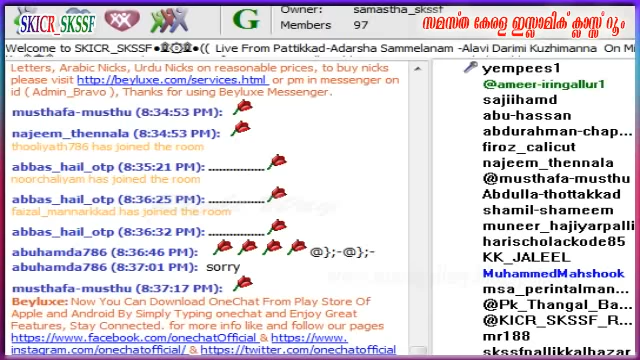 SKICR_SKSSF
G
Owner: samastha_skssf
Members 97
സമസ്ത കേരള ഇസ്ലാമിക് ക്ലാസ്സ് റൂം
Welcome to SKICR_SKSSF Live From Pattikkad-Adarsha Sammelanam -Alavi Darimi Kuzhimanna On Mi
Letters, Arabic Nicks, Urdu Nicks on reasonable prices, to buy nicks
please visit http://beyluxe.com/services.html or pm in messenger on
id ( Admin_Bravo ), Thanks for using Beyluxe Messenger.
musthafa-musthu (8:34:53 PM):
najeem_thennala (8:34:53 PM):
thooliyath786 has joined the room
abbas_hail_otp (8:35:21 PM): ................
noorchaliyam has joined the room
abbas_hail_otp (8:36:25 PM): ................
faizal_mannarkkad has joined the room
abbas_hail_otp (8:36:32 PM): ................
abuhamda786 (8:36:46 PM): @};-@};-
abuhamda786 (8:37:01 PM): sorry
musthafa-musthu (8:37:17 PM):
Beyluxe: Now You Can Download OneChat From Play Store Of
Apple and Android By Simply Typing onechat and Enjoy Great
Features, Stay Connected. for more info like and follow our pages
https://www.facebook.com/onechatOfficial & https://www.
instagram.com/onechatofficial/ & https://twitter.com/onechatofficial
yempees1
@ameer-iringallur1
sajiihamd
abu-hassan
abdurahman-chap...
firoz_calicut
najeem_thennala
@musthafa-musthu
Abdulla-thottakkad
shamil-shameem
muneer_hajiyarpalli
harischolackode85
KK_JALEEL
MuhammedMahshook
msa_perintalman...
@Pk_Thangal_Ba...
@KICR_SKSSF_R...
mr188
skssfpallikkalhazar